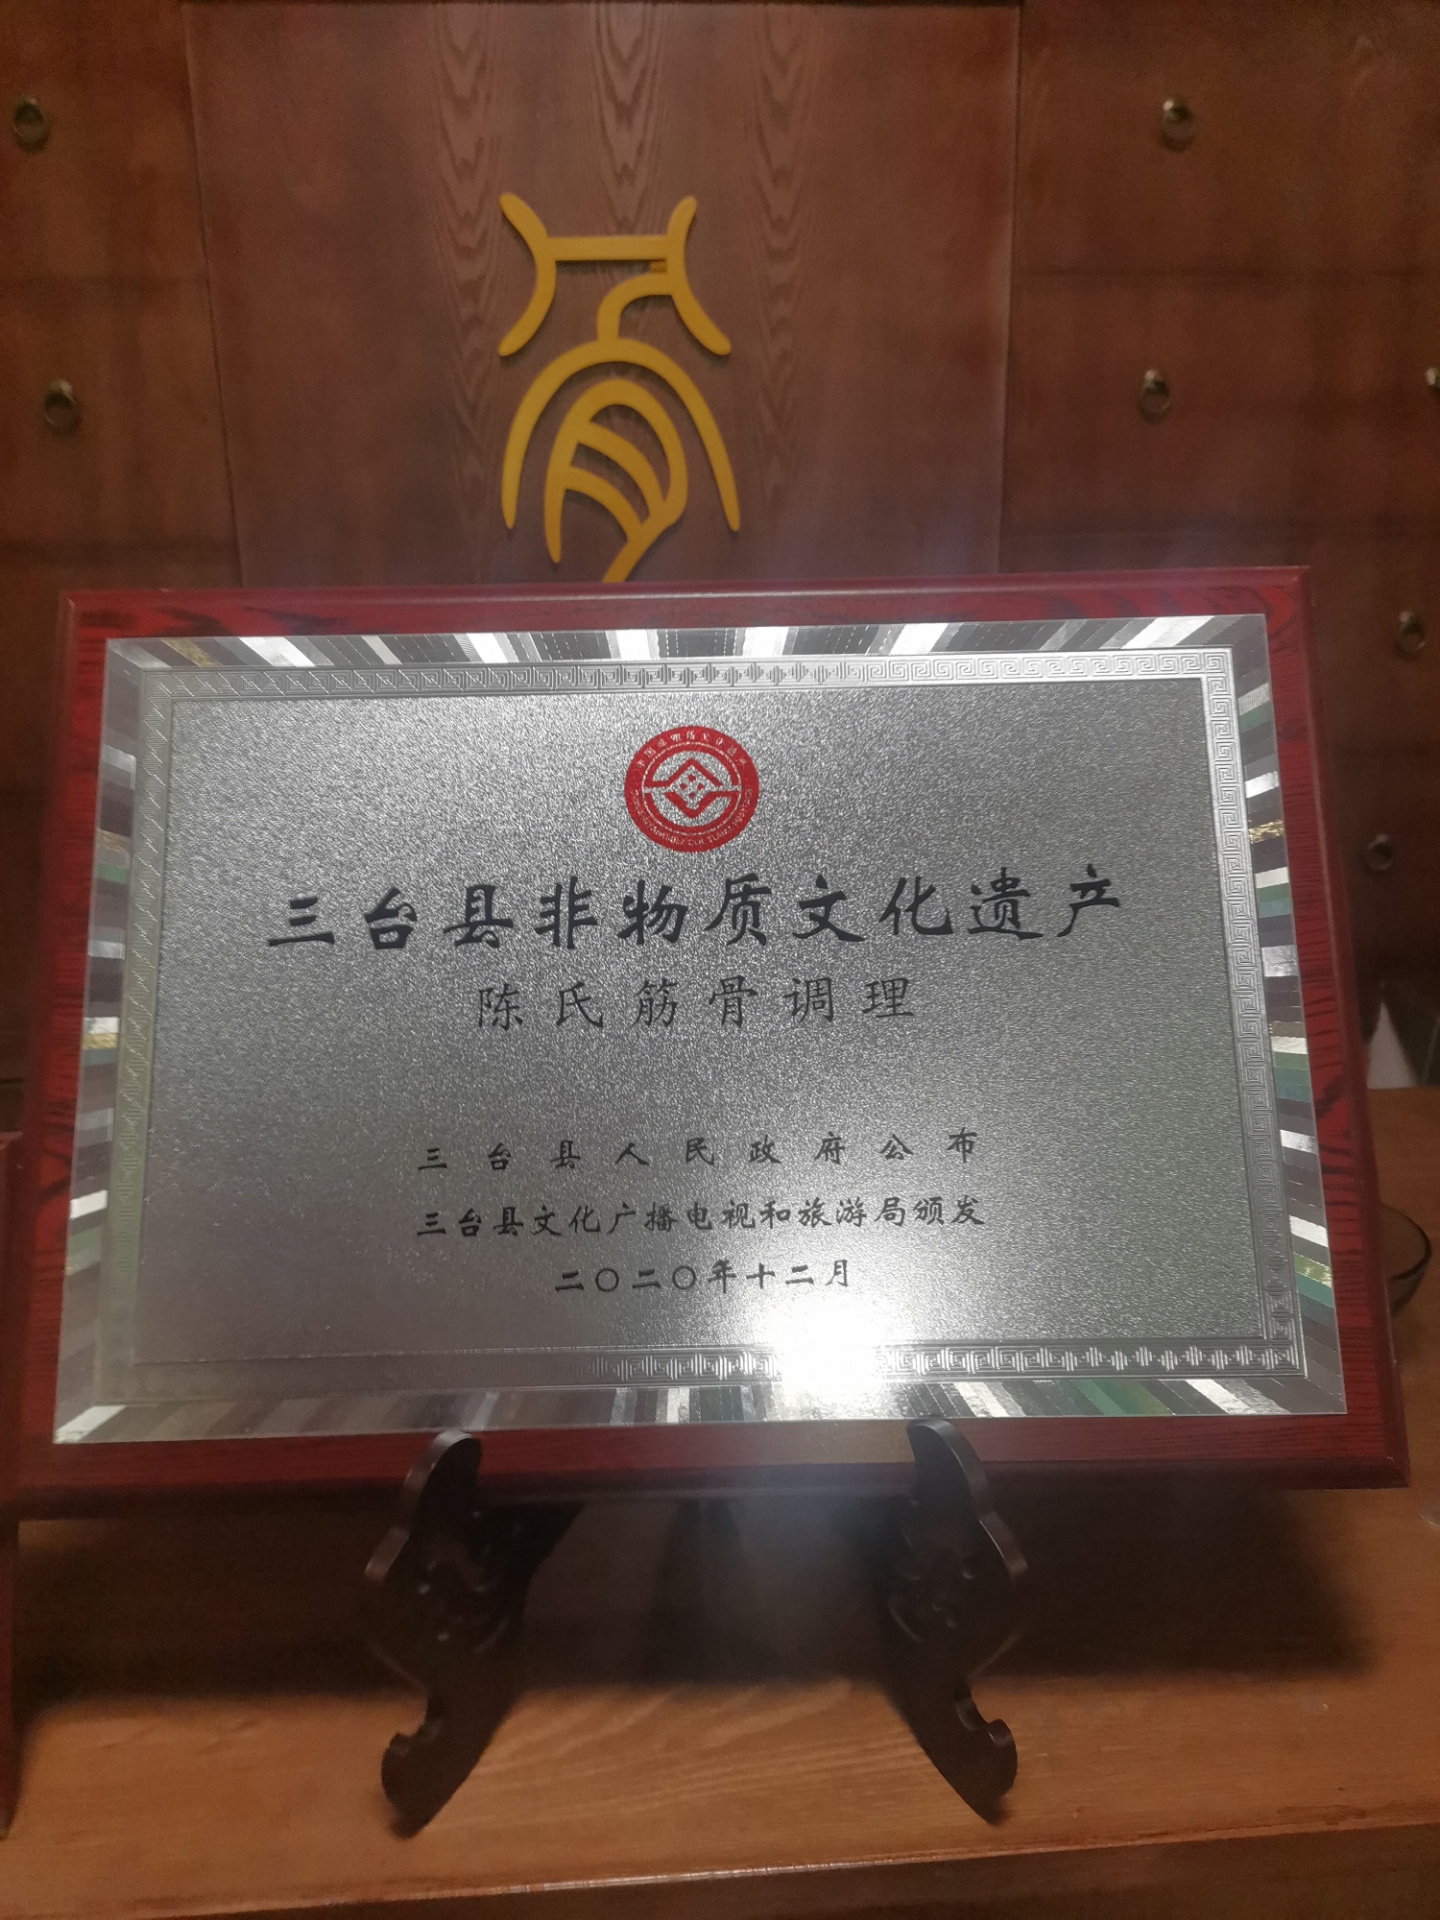 三台县非物质文化遗产
陈氏筋骨调理
三台县人民政府公布
三台县文化广播电视和旅游局颁发
二〇二〇年十二月